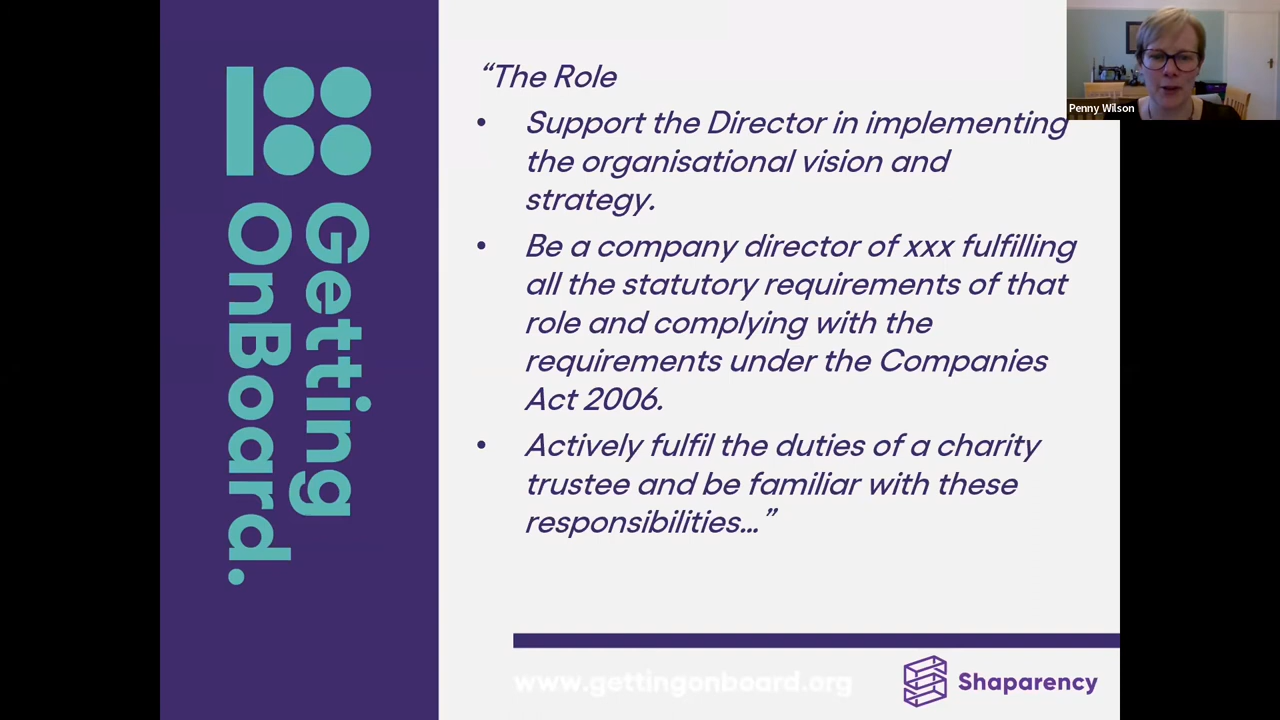 Getting
OnBoard.
“The Role
• Support the Director in implementing
the organisational vision and
strategy.
• Be a company director of xxx fulfilling
all the statutory requirements of that
role and complying with the
requirements under the Companies
Act 2006.
• Actively fulfil the duties of a charity
trustee and be familiar with these
responsibilities...”
Penny Wilson
www.gettingonboard.org
Shaparency